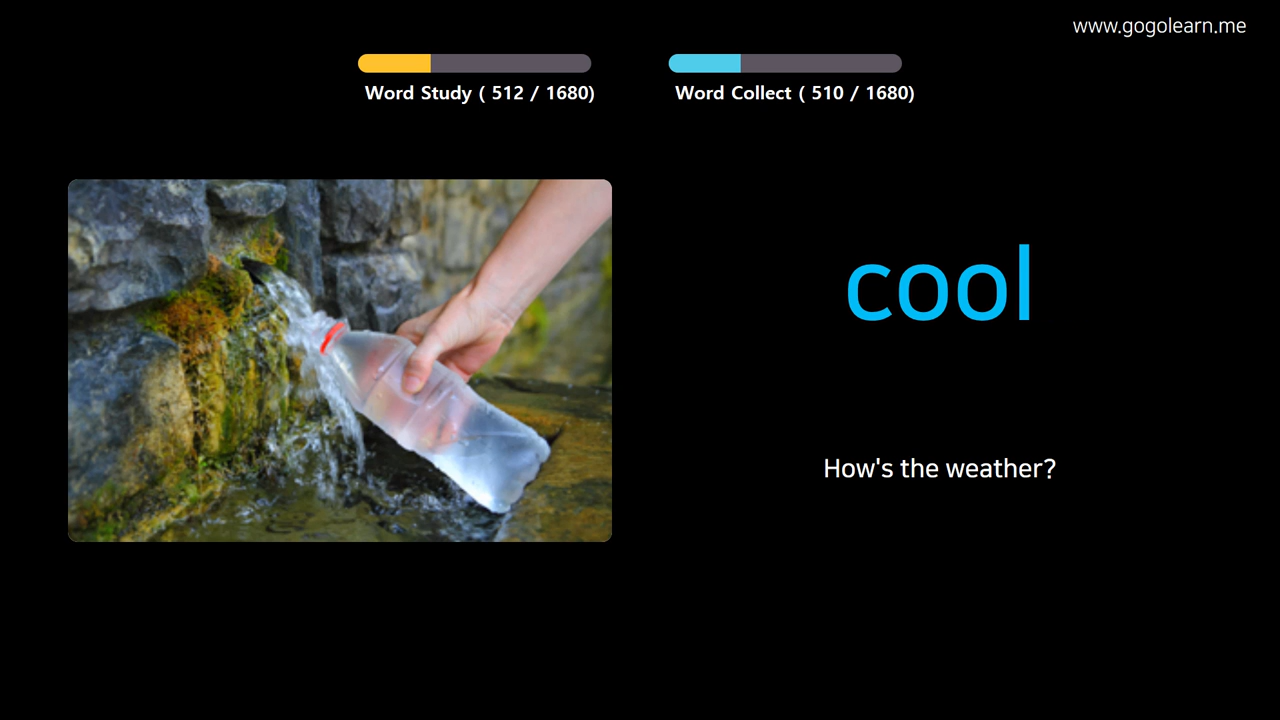 www.gogolearn.me
Word Study ( 512 / 1680)
Word Collect ( 510 / 1680)
cool
How's the weather?